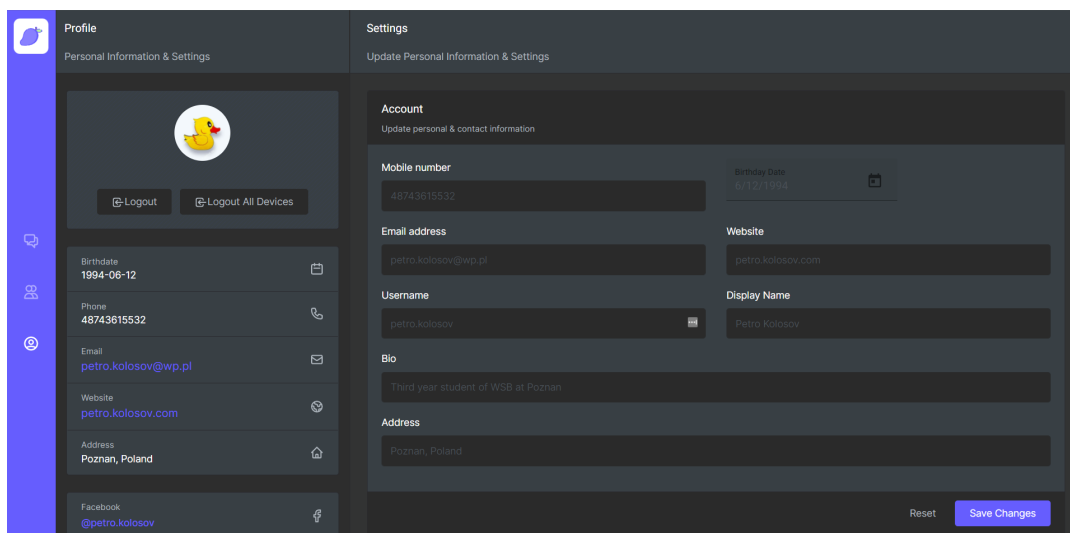 Profile
Personal Information & Settings
Logout
Logout All Devices
Birthdate
1994-06-12
Phone
48743615532
Email
petro.kolosov@wp.pl
Website
petro.kolosov.com
Address
Poznan, Poland
Facebook
@petro.kolosov
Settings
Update Personal Information & Settings
Account
Update personal & contact information
Mobile number
48743615532
Birthday Date
6/12/1994
Email address
petro.kolosov@wp.pl
Website
petro.kolosov.com
Username
petro.kolosov
Display Name
Petro Kolosov
Bio
Third year student of WSB at Poznan
Address
Poznan, Poland
Reset
Save Changes